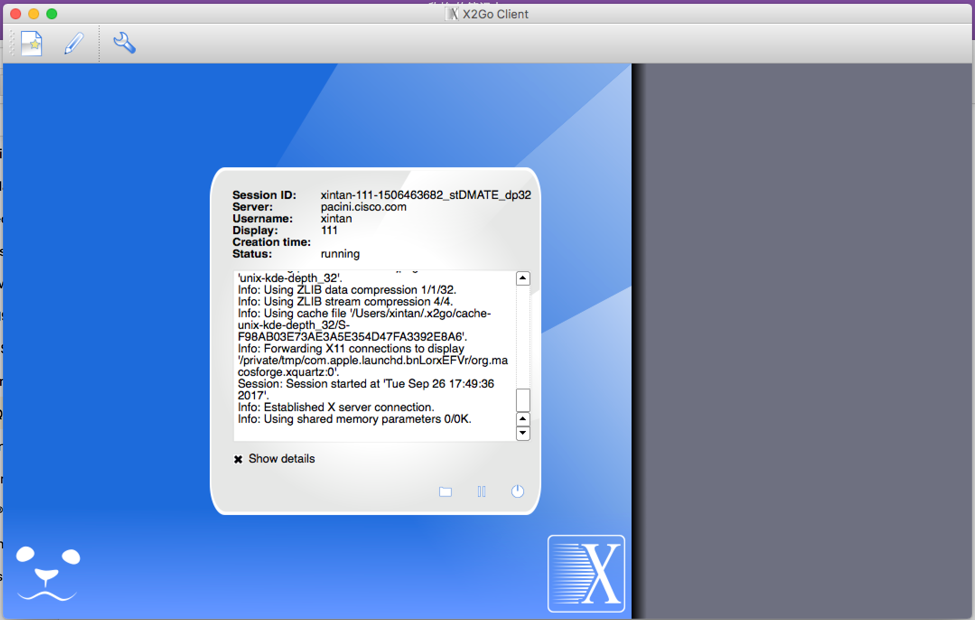 X2Go Client
Session ID: xintan-111-1506463682_stDMATE_dp32
Server: pacini.cisco.com
Username: xintan
Display: 111
Creation time:
Status: running
'unix-kde-depth_32'.
Info: Using ZLIB data compression 1/1/32.
Info: Using ZLIB stream compression 4/4.
Info: Using cache file '/Users/xintan/.x2go/cache-
unix-kde-depth_32/S-
F98AB03E73AE3A5E354D47FA3392E8A6'.
Info: Forwarding X11 connections to display
'/private/tmp/com.apple.launchd.bnLorxEFVr/org.ma
cosforge.xquartz:0'.
Session: Session started at 'Tue Sep 26 17:49:36
2017'.
Info: Established X server connection.
Info: Using shared memory parameters 0/0K.
Show details
X